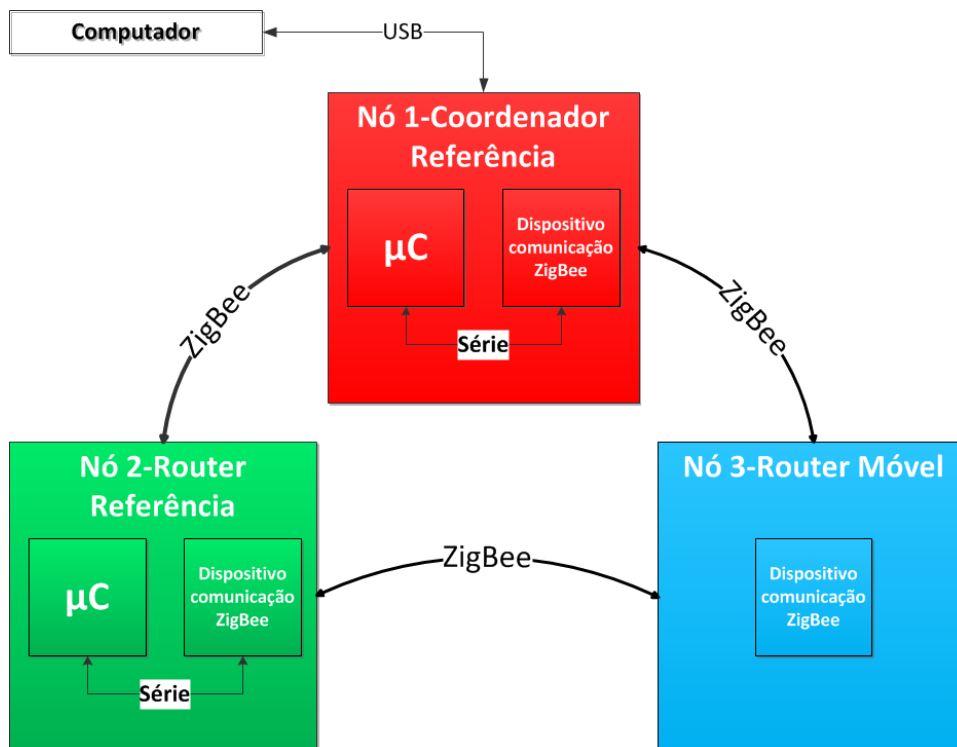 Computador
USB
Nó 1-Coordenador
Referência
µC
Dispositivo
comunicação
ZigBee
Série
ZigBee
ZigBee
Nó 2-Router
Referência
µC
Dispositivo
comunicação
ZigBee
Série
ZigBee
Nó 3-Router Móvel
Dispositivo
comunicação
ZigBee